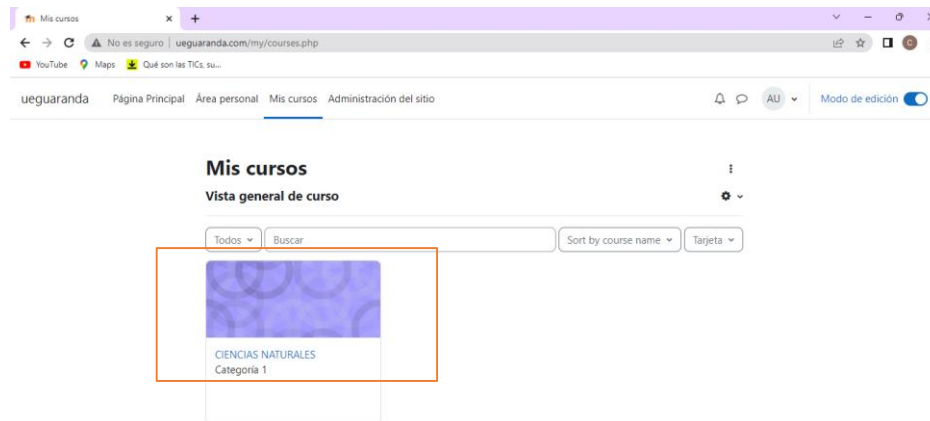 Mis cursos
No es seguro ueguaranda.com/my/courses.php
YouTube Maps Qué son las TICs, su...
ueguaranda Página Principal Área personal Mis cursos Administración del sitio AU Modo de edición
Mis cursos
Vista general de curso
Todos Buscar Sort by course name Tarjeta
CIENCIAS NATURALES
Categoría 1